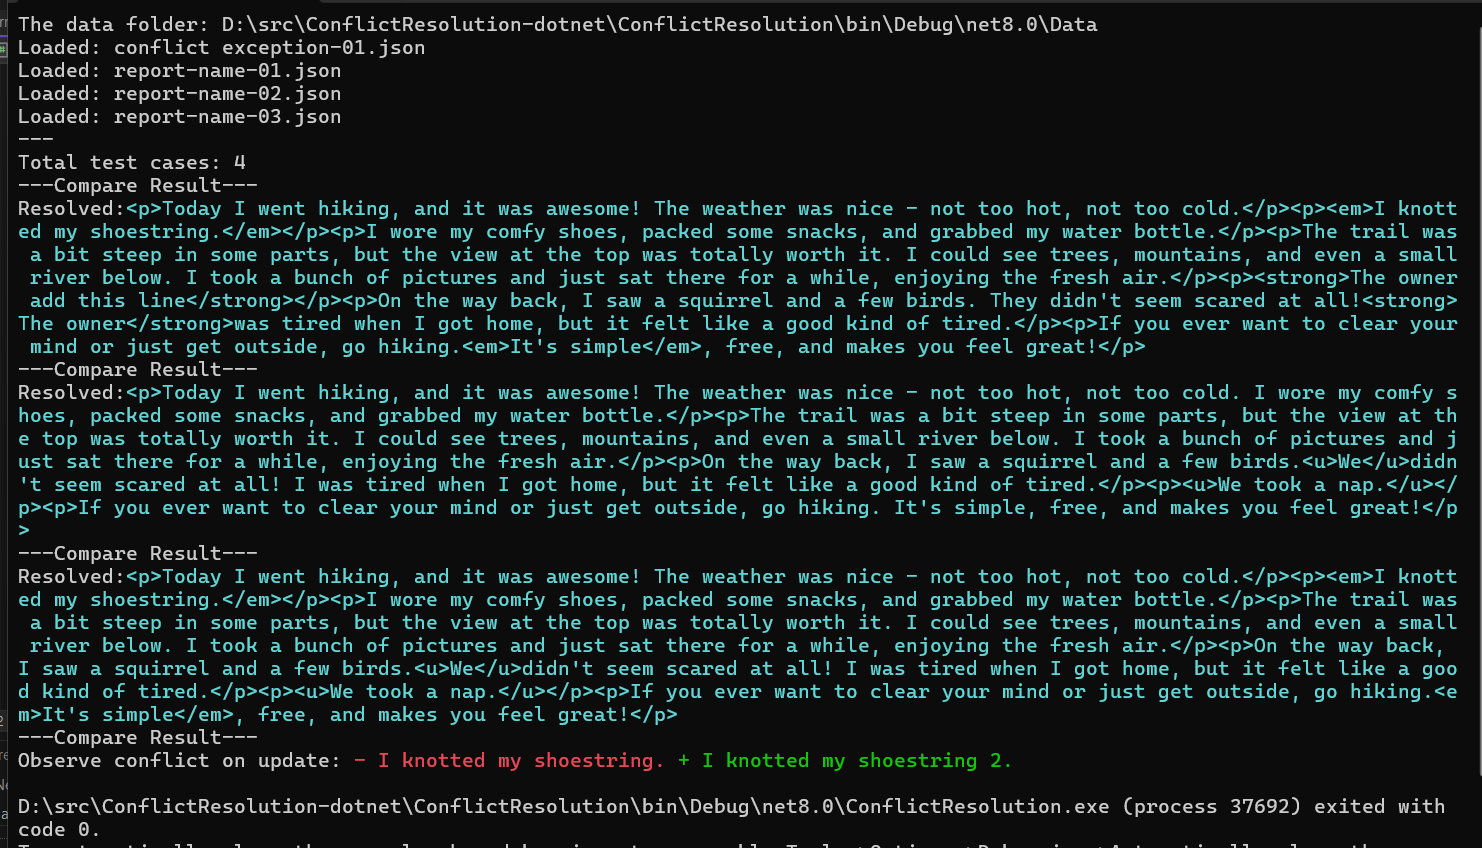 The data folder: D:\src\ConflictResolution-dotnet\ConflictResolution\bin\Debug\net8.0\Data
Loaded: conflict exception-01.json
Loaded: report-name-01.json
Loaded: report-name-02.json
Loaded: report-name-03.json
---
Total test cases: 4
---Compare Result---
Resolved:<p>Today I went hiking, and it was awesome! The weather was nice - not too hot, not too cold.</p><p><em>I knott
ed my shoestring.</em></p><p>I wore my comfy shoes, packed some snacks, and grabbed my water bottle.</p><p>The trail was
a bit steep in some parts, but the view at the top was totally worth it. I could see trees, mountains, and even a small
river below. I took a bunch of pictures and just sat there for a while, enjoying the fresh air.</p><p><strong>The owner
add this line</strong></p><p>On the way back, I saw a squirrel and a few birds. They didn't seem scared at all!<strong>
The owner</strong>was tired when I got home, but it felt like a good kind of tired.</p><p>If you ever want to clear your
mind or just get outside, go hiking.<em>It's simple</em>, free, and makes you feel great!</p>
---Compare Result---
Resolved:<p>Today I went hiking, and it was awesome! The weather was nice - not too hot, not too cold. I wore my comfy s
hoes, packed some snacks, and grabbed my water bottle.</p><p>The trail was a bit steep in some parts, but the view at th
e top was totally worth it. I could see trees, mountains, and even a small river below. I took a bunch of pictures and j
ust sat there for a while, enjoying the fresh air.</p><p>On the way back, I saw a squirrel and a few birds.<u>We</u>didn
't seem scared at all! I was tired when I got home, but it felt like a good kind of tired.</p><p><u>We took a nap.</u></
p><p>If you ever want to clear your mind or just get outside, go hiking. It's simple, free, and makes you feel great!</p
>
---Compare Result---
Resolved:<p>Today I went hiking, and it was awesome! The weather was nice - not too hot, not too cold.</p><p><em>I knott
ed my shoestring.</em></p><p>I wore my comfy shoes, packed some snacks, and grabbed my water bottle.</p><p>The trail was
a bit steep in some parts, but the view at the top was totally worth it. I could see trees, mountains, and even a small
river below. I took a bunch of pictures and just sat there for a while, enjoying the fresh air.</p><p>On the way back,
I saw a squirrel and a few birds.<u>We</u>didn't seem scared at all! I was tired when I got home, but it felt like a goo
d kind of tired.</p><p><u>We took a nap.</u></p><p>If you ever want to clear your mind or just get outside, go hiking.<e
m>It's simple</em>, free, and makes you feel great!</p>
---Compare Result---
Observe conflict on update: - I knotted my shoestring. + I knotted my shoestring 2.
D:\src\ConflictResolution-dotnet\ConflictResolution\bin\Debug\net8.0\ConflictResolution.exe (process 37692) exited with
code 0.